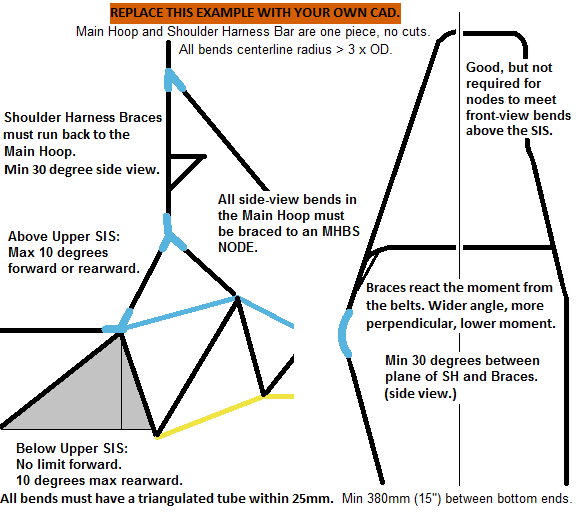 REPLACE THIS EXAMPLE WITH YOUR OWN CAD.
Main Hoop and Shoulder Harness Bar are one piece, no cuts.
All bends centerline radius > 3 x OD.
Good, but not
required for
nodes to meet
front-view bends
above the SIS.
Shoulder Harness Braces
must run back to the
Main Hoop.
Min 30 degree side view.
All side-view bends in
the Main Hoop must
be braced to an MHBS
NODE.
Above Upper SIS:
Max 10 degrees
forward or rearward.
Braces react the moment from
the belts. Wider angle, more
perpendicular, lower moment.
Min 30 degrees between
plane of SH and Braces.
(side view.)
Below Upper SIS:
No limit forward.
10 degrees max rearward.
All bends must have a triangulated tube within 25mm. Min 380mm (15") between bottom ends.